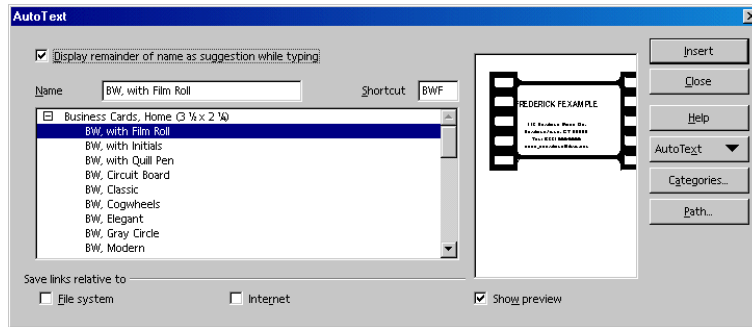 AutoText
Display remainder of name as suggestion while typing
Name BW, with Film Roll Shortcut BWF
Business Cards, Home (3 ½ x 2 ¼)
BW, with Film Roll
BW, with Initials
BW, with Quill Pen
BW, Circuit Board
BW, Classic
BW, Cogwheels
BW, Elegant
BW, Gray Circle
BW, Modern
FREDERICK FEXAMPLE
Insert
Close
Help
AutoText
Categories...
Path...
Save links relative to
File system
Internet
Show preview